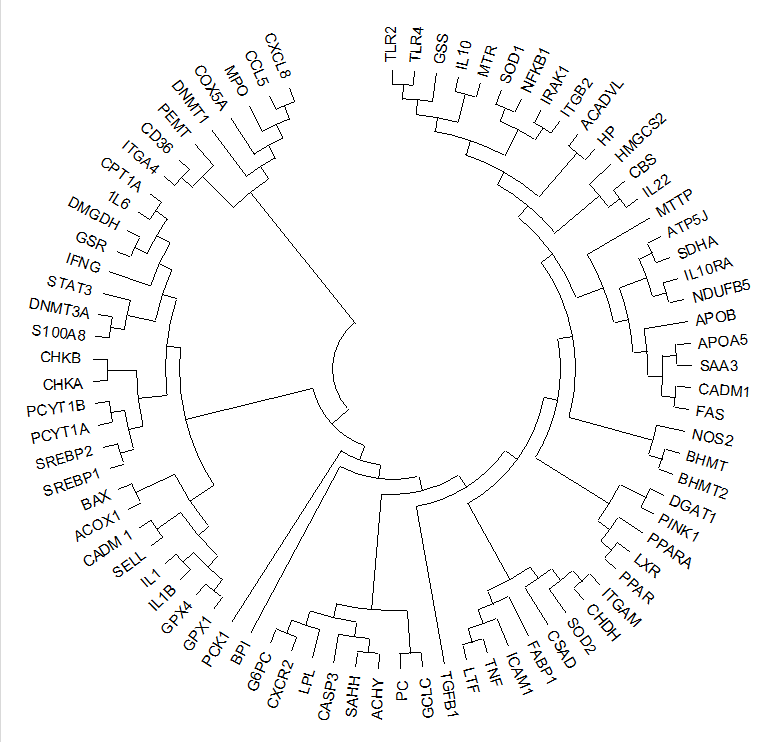 TLR2
TLR4
GSS
IL10
MTR
SOD1
NFKB1
IRAK1
ITGB2
ACADVL
HP
HMGCS2
CBS
IL22
MTTP
ATP5J
SDHA
IL10RA
NDUFB5
APOB
APOA5
SAA3
CADM1
FAS
NOS2
BHMT
BHMT2
DGAT1
PINK1
PPARA
LXR
PPAR
ITGAM
CHDH
SOD2
CSAD
FABP1
ICAM1
TNF
LTF
TGFB1
GCLC
PC
ACHY
SAHH
CASP3
LPL
CXCR2
G6PC
BPI
PCK1
GPX1
GPX4
IL1B
IL1
SELL
CADM 1
ACOX1
BAX
SREBP1
SREBP2
PCYT1A
PCYT1B
CHKA
CHKB
S100A8
DNMT3A
STAT3
IFNG
GSR
DMGDH
1L6
CPT1A
ITGA4
CD36
PEMT
DNMT1
COX5A
MPO
CCL5
CXCL8